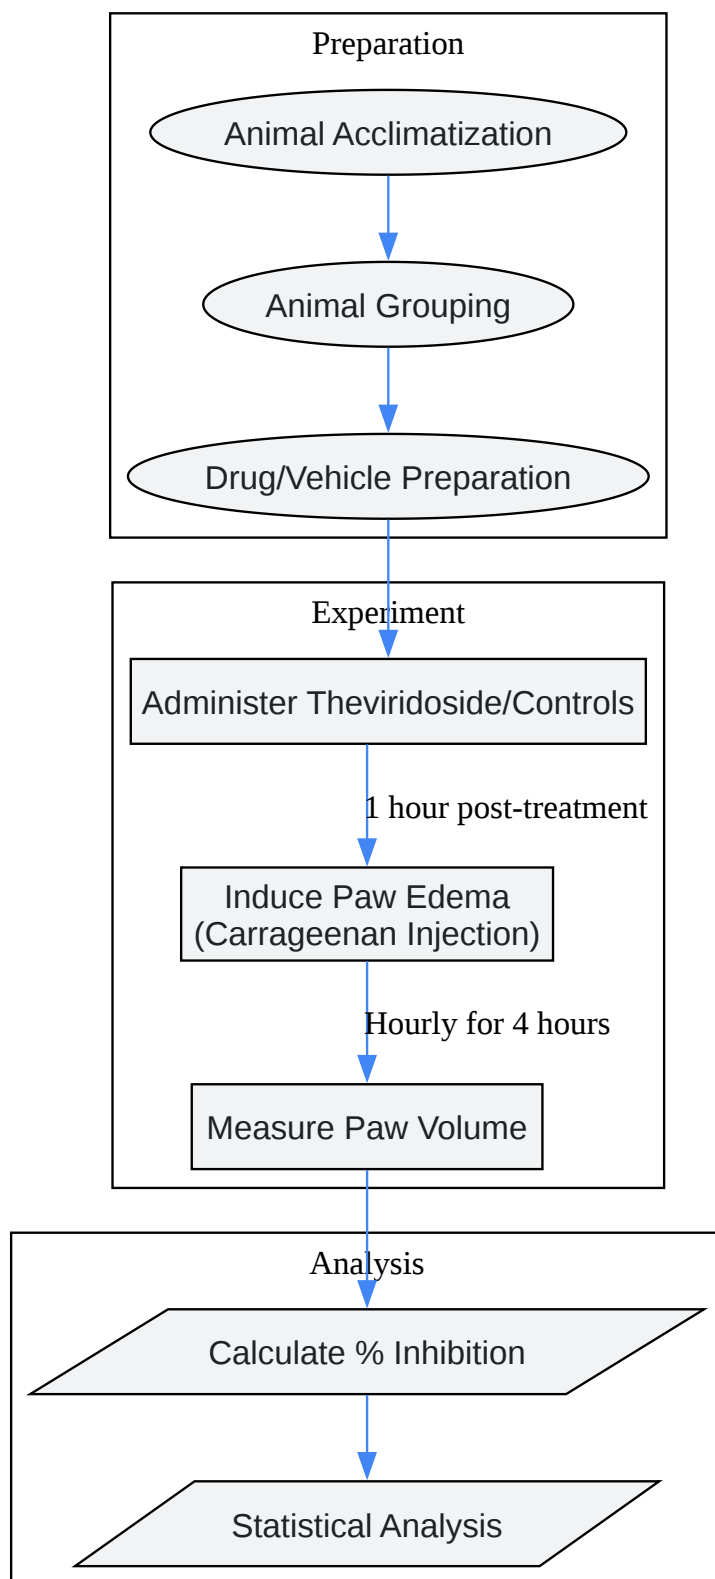 Preparation
Animal Acclimatization
Animal Grouping
Drug/Vehicle Preparation
Experiment
Administer Theviridoside/Controls
1 hour post-treatment
Induce Paw Edema
(Carrageenan Injection)
Hourly for 4 hours
Measure Paw Volume
Analysis
Calculate % Inhibition
Statistical Analysis